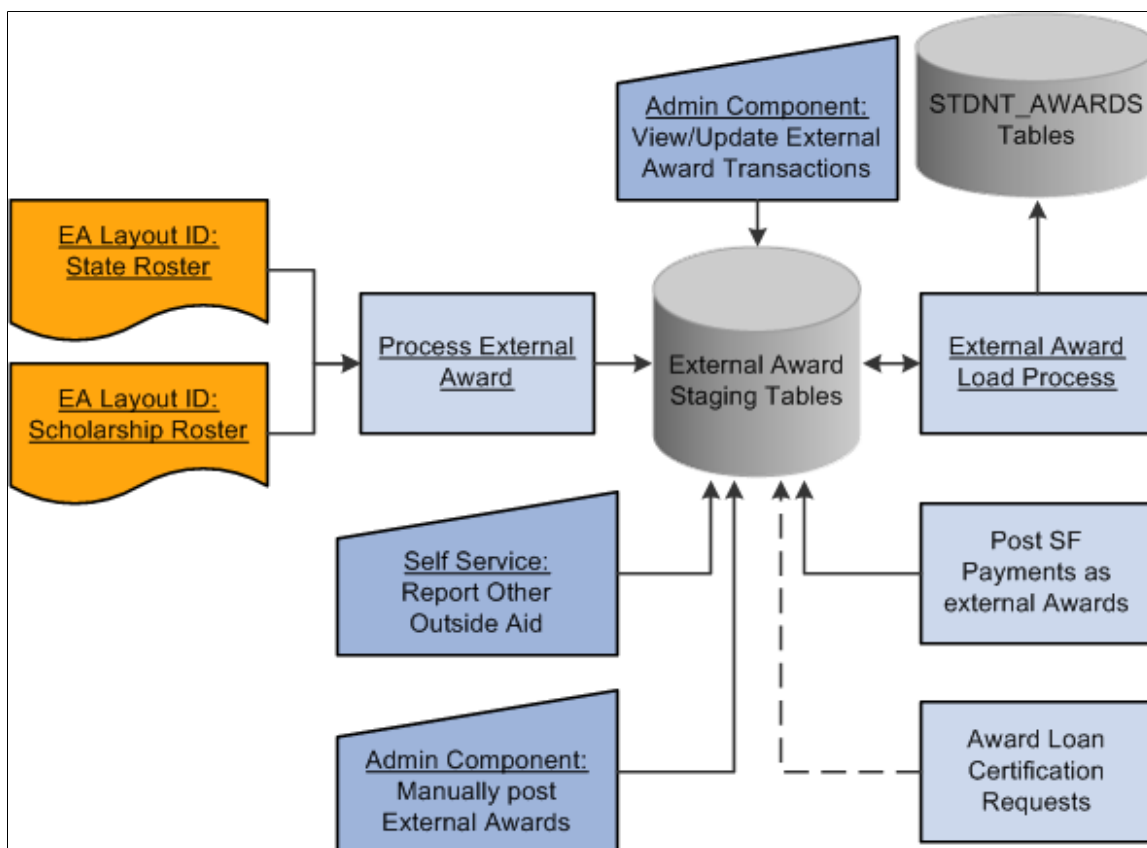 Admin Component:
View/Update External
Award Transactions
STDNT_AWARDS
Tables
EA Layout ID:
State Roster
EA Layout ID:
Scholarship Roster
Process External
Award
External Award
Staging Tables
External Award
Load Process
Self Service:
Report Other
Outside Aid
Post SF
Payments as
external Awards
Admin Component:
Manually post
External Awards
Award Loan
Certification
Requests